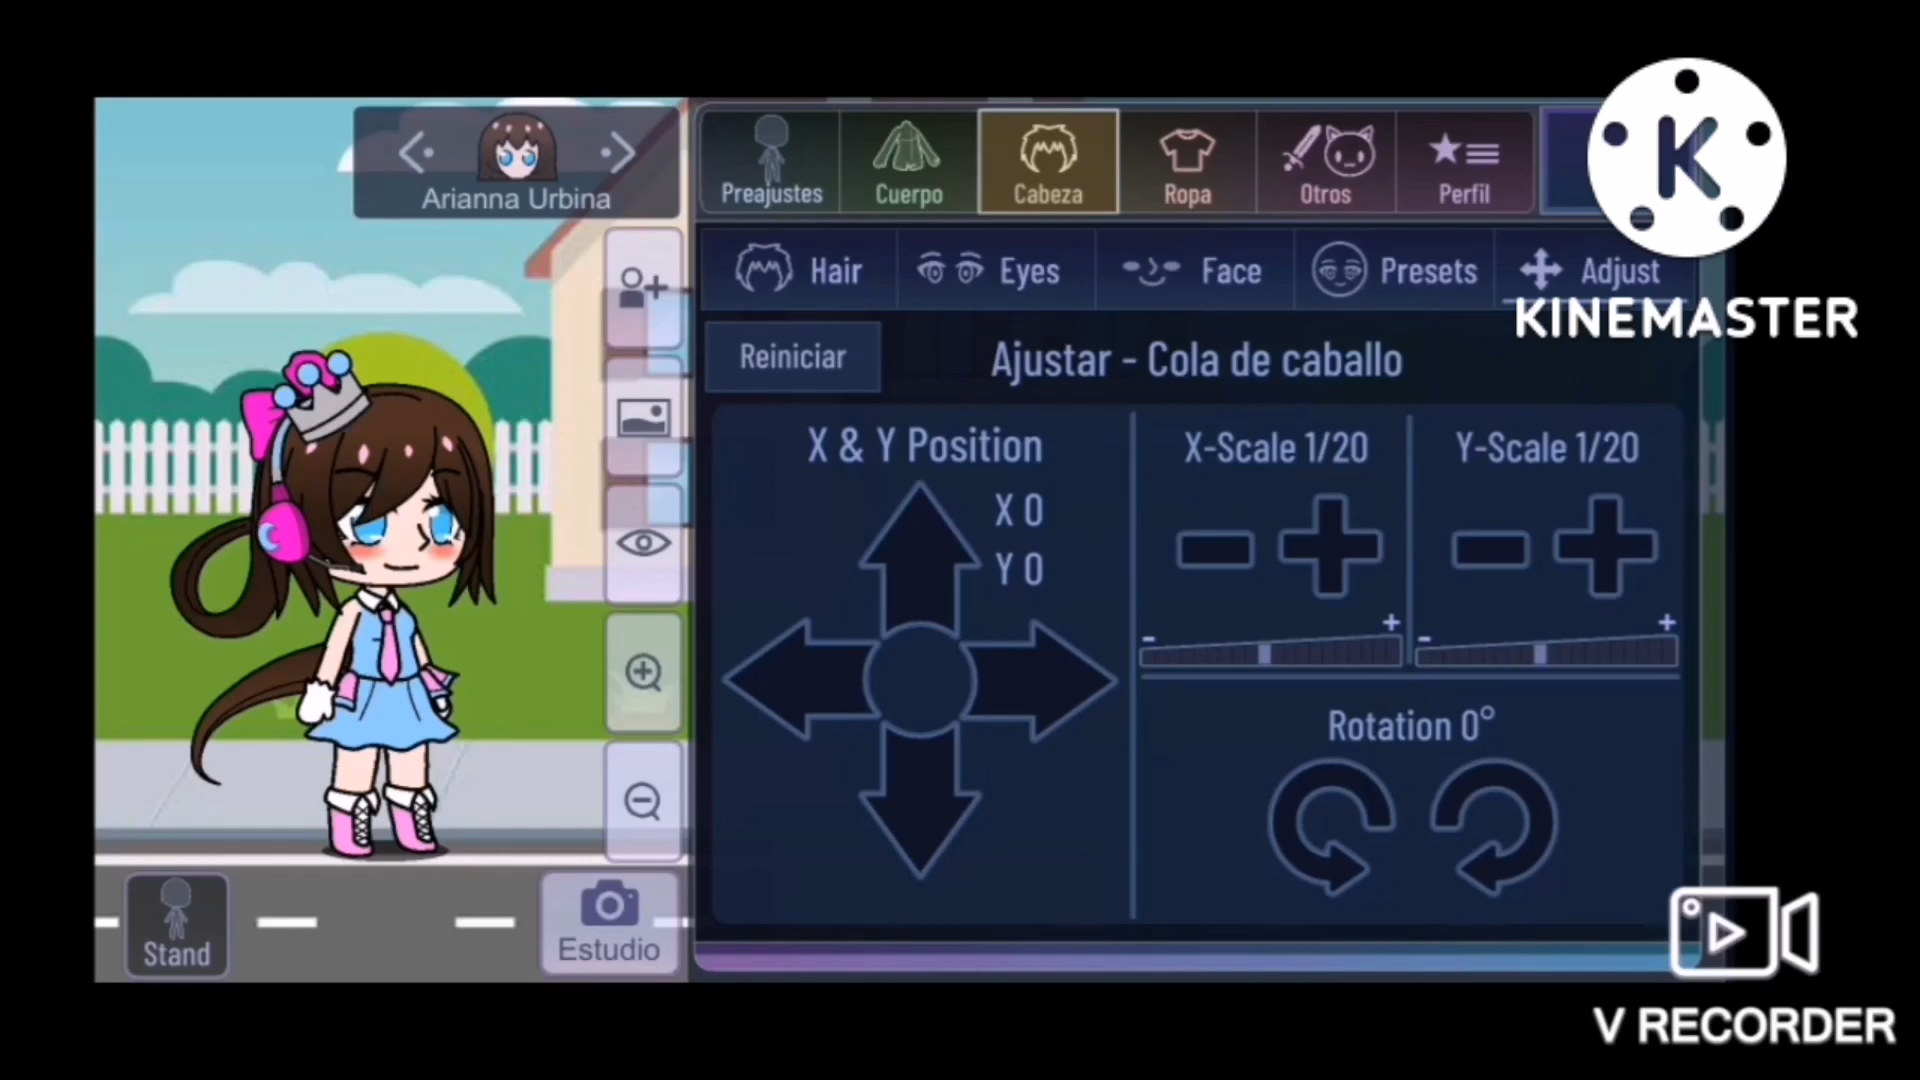 Arianna Urbina
Preajustes
Cuerpo
Cabeza
Ropa
Otros
Perfil
K
KINEMASTER
Hair
Eyes
Face
Presets
Adjust
Reiniciar
Ajustar - Cola de caballo
X & Y Position
X 0
Y 0
X-Scale 1/20
Y-Scale 1/20
- +
- +
Rotation 0°
Stand
Estudio
V RECORDER